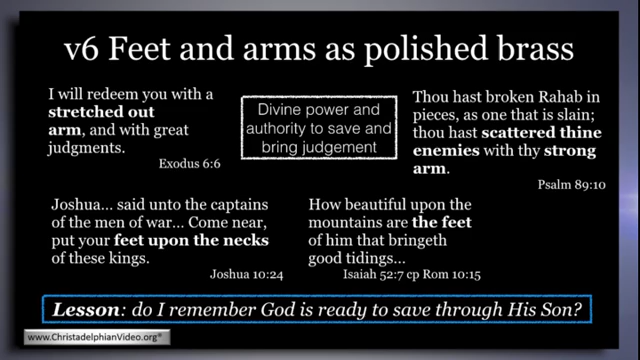 v6 Feet and arms as polished brass
I will redeem you with a
stretched out
arm, and with great
judgments.
Exodus 6:6
Divine power and
authority to save and
bring judgement
Thou hast broken Rahab in
pieces, as one that is slain;
thou hast scattered thine
enemies with thy strong
arm.
Psalm 89:10
Joshua… said unto the captains
of the men of war… Come near,
put your feet upon the necks
of these kings.
Joshua 10:24
How beautiful upon the
mountains are the feet
of him that bringeth
good tidings…
Isaiah 52:7 cp Rom 10:15
Lesson: do I remember God is ready to save through His Son?
www.ChristadelphianVideo.org®